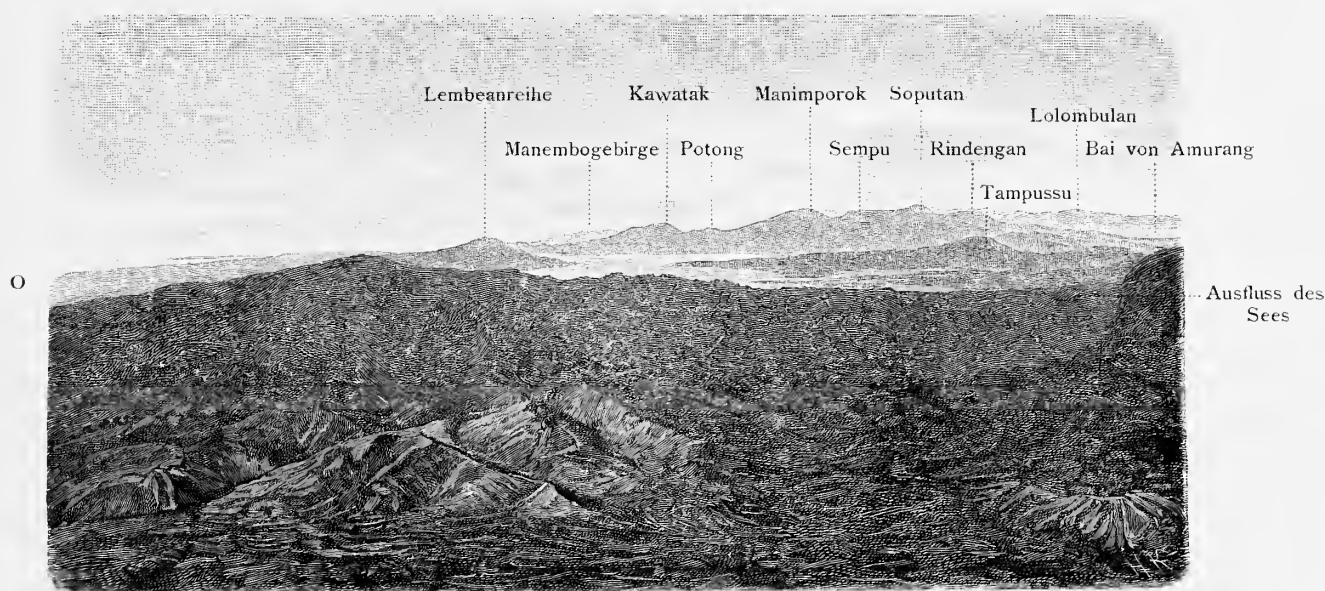 Lembeanreihe Kawatak Manimporok Soputan
Lolombulan
Manembogebirge Potong Sempu Rindengan Bai von Amurang
Tampussu
O
Ausfluss des
Sees